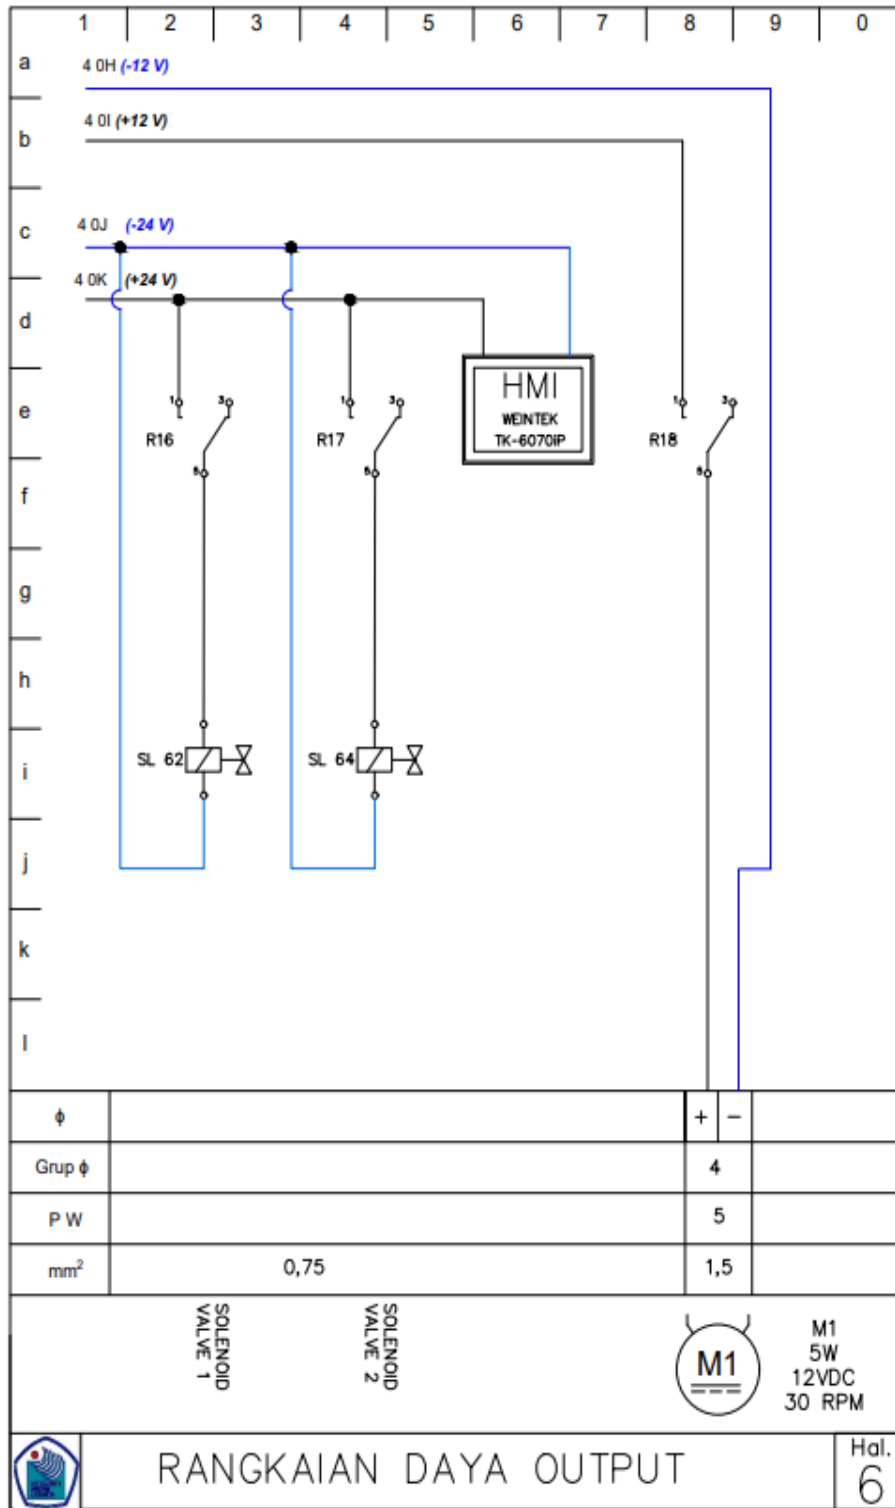 1 2 3 4 5 6 7 8 9 0
a
4 0H (-12 V)
b
4 0I (+12 V)
c
4 0J (-24 V)
4 0K (+24 V)
d
HMI
WEINTEK
TK-6070iP
e
1 3
R16
5
1 3
R17
5
1 3
R18
5
f
g
h
i
SL 62
SL 64
j
k
l
ϕ + −
Grup ϕ 4
P W 5
mm² 0,75 1,5
SOLENOID
VALVE 1
SOLENOID
VALVE 2
M1
M1
5W
12VDC
30 RPM
RANGKAIAN DAYA OUTPUT
Hal.
6